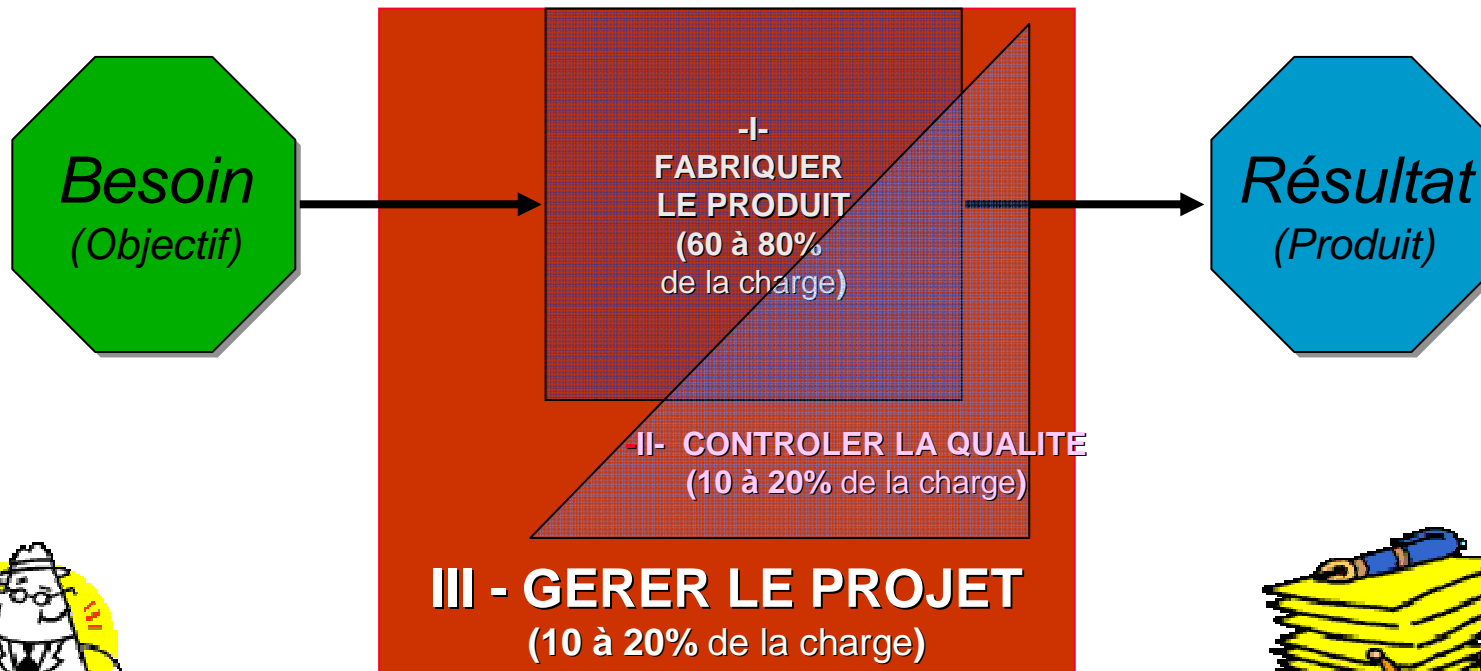 Besoin
(Objectif)
-I-
FABRIQUER
LE PRODUIT
(60 à 80%
de la charge)
Résultat
(Produit)
-II- CONTROLER LA QUALITE
(10 à 20% de la charge)
III - GERER LE PROJET
(10 à 20% de la charge)